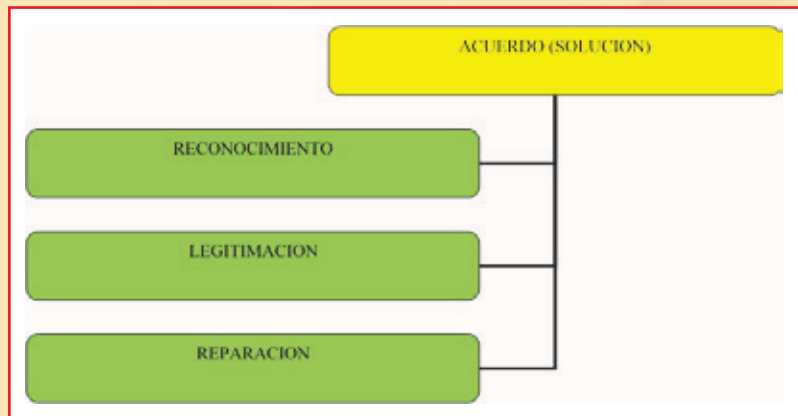 ACUERDO (SOLUCION)
RECONOCIMIENTO
LEGITIMACION
REPARACION